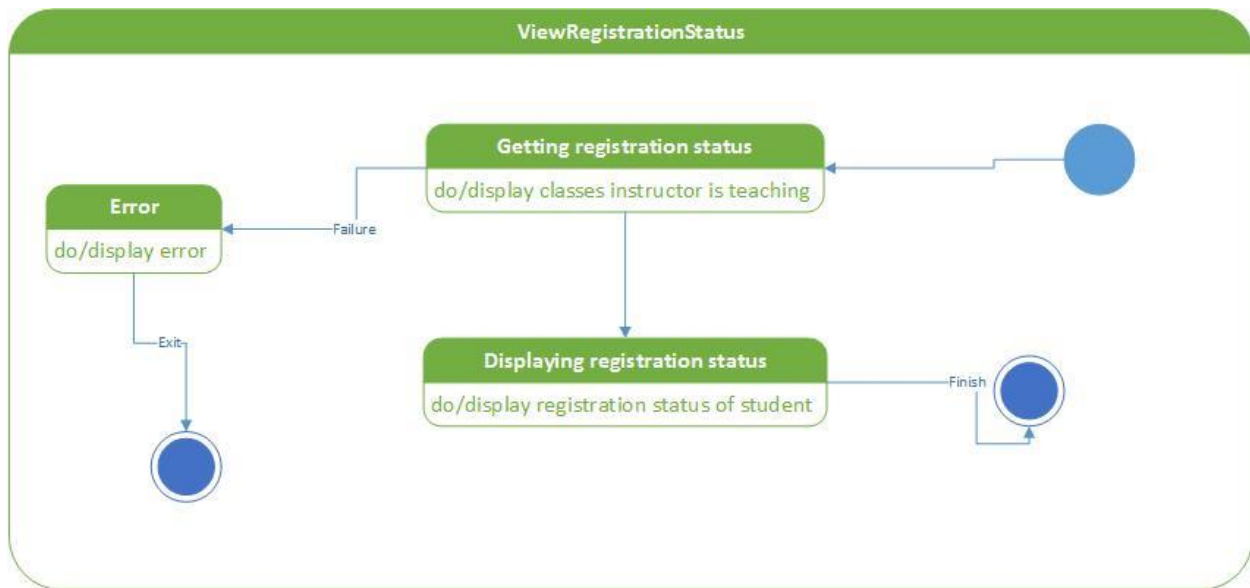 ViewRegistrationStatus
Getting registration status
do/display classes instructor is teaching
Error
do/display error
Failure
Exit
Displaying registration status
do/display registration status of student
Finish